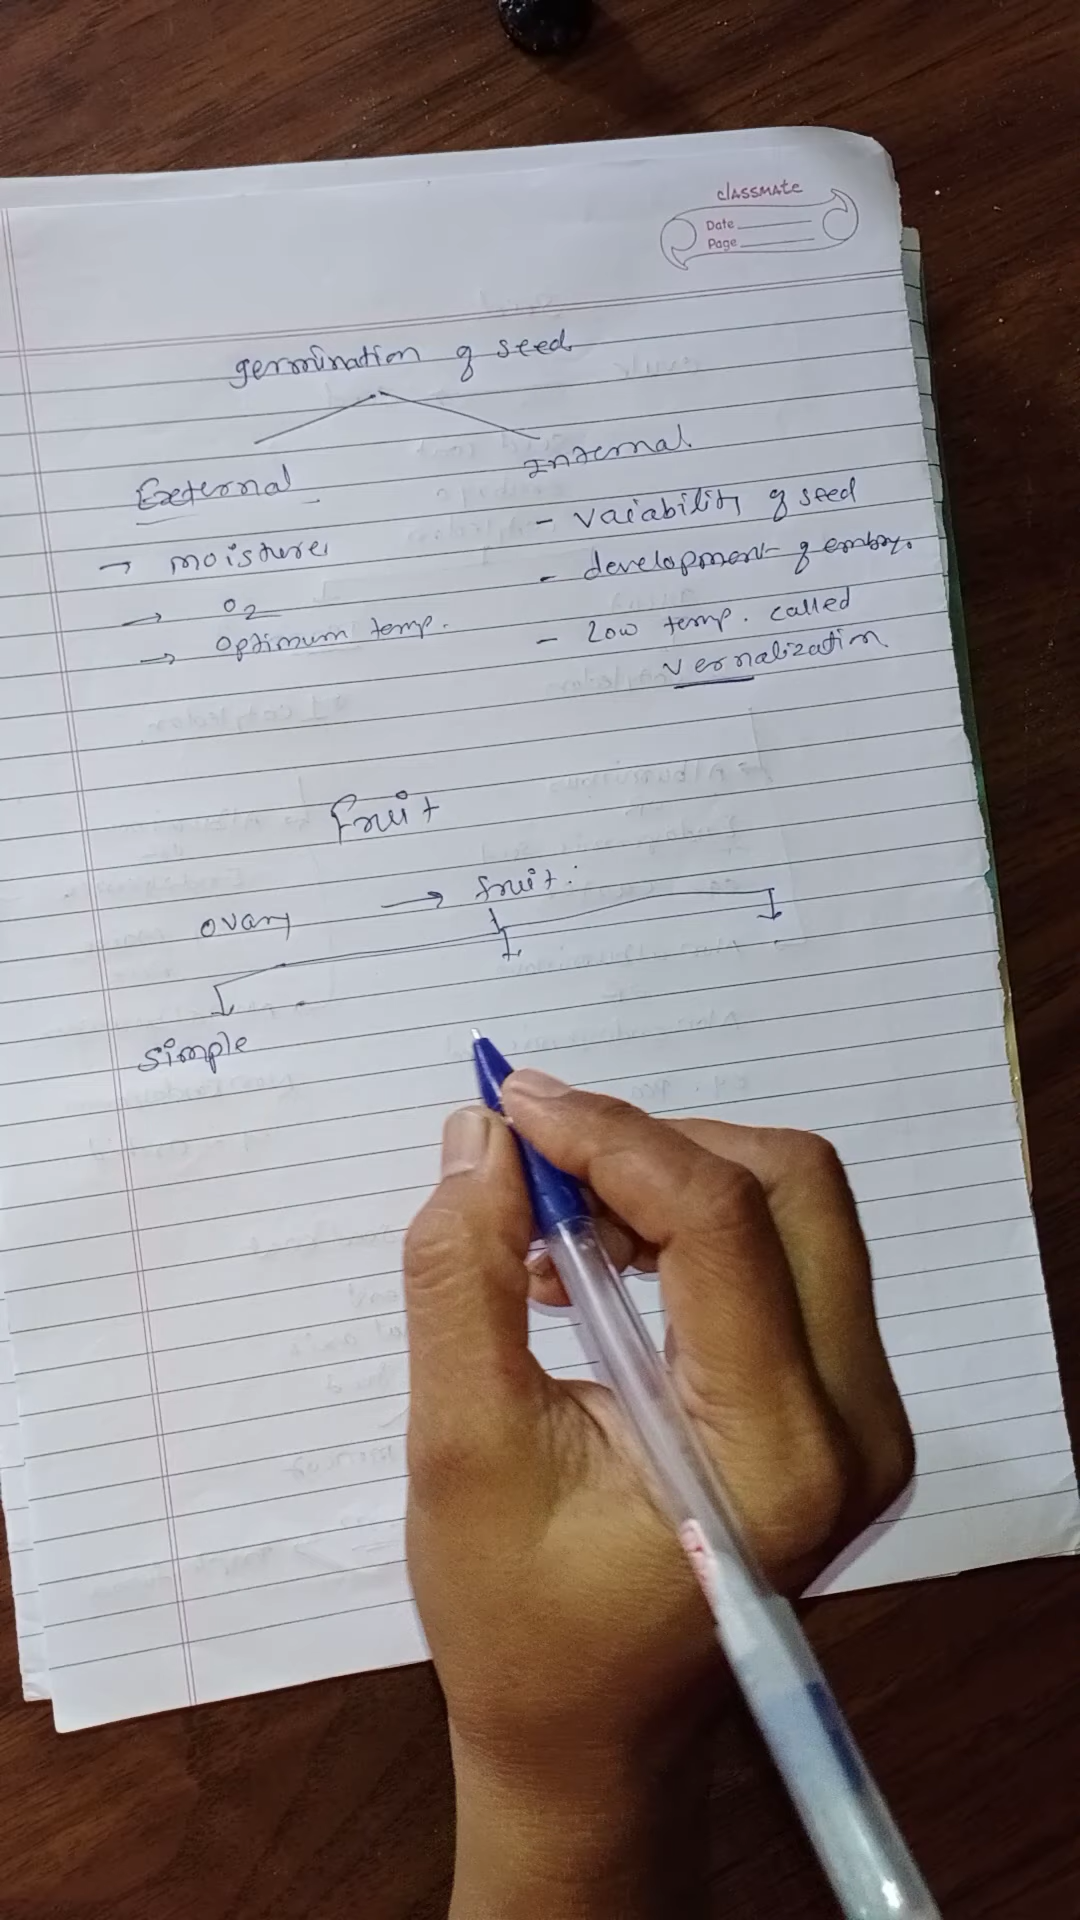 classmate
Date
Page
germination of seed
External
Internal
→ moisture
→ O2
→ Optimum temp.
- vaiability of seed
- development of embryo
- Low temp. called
vernalization
Fruit
ovary → fruit.
simple